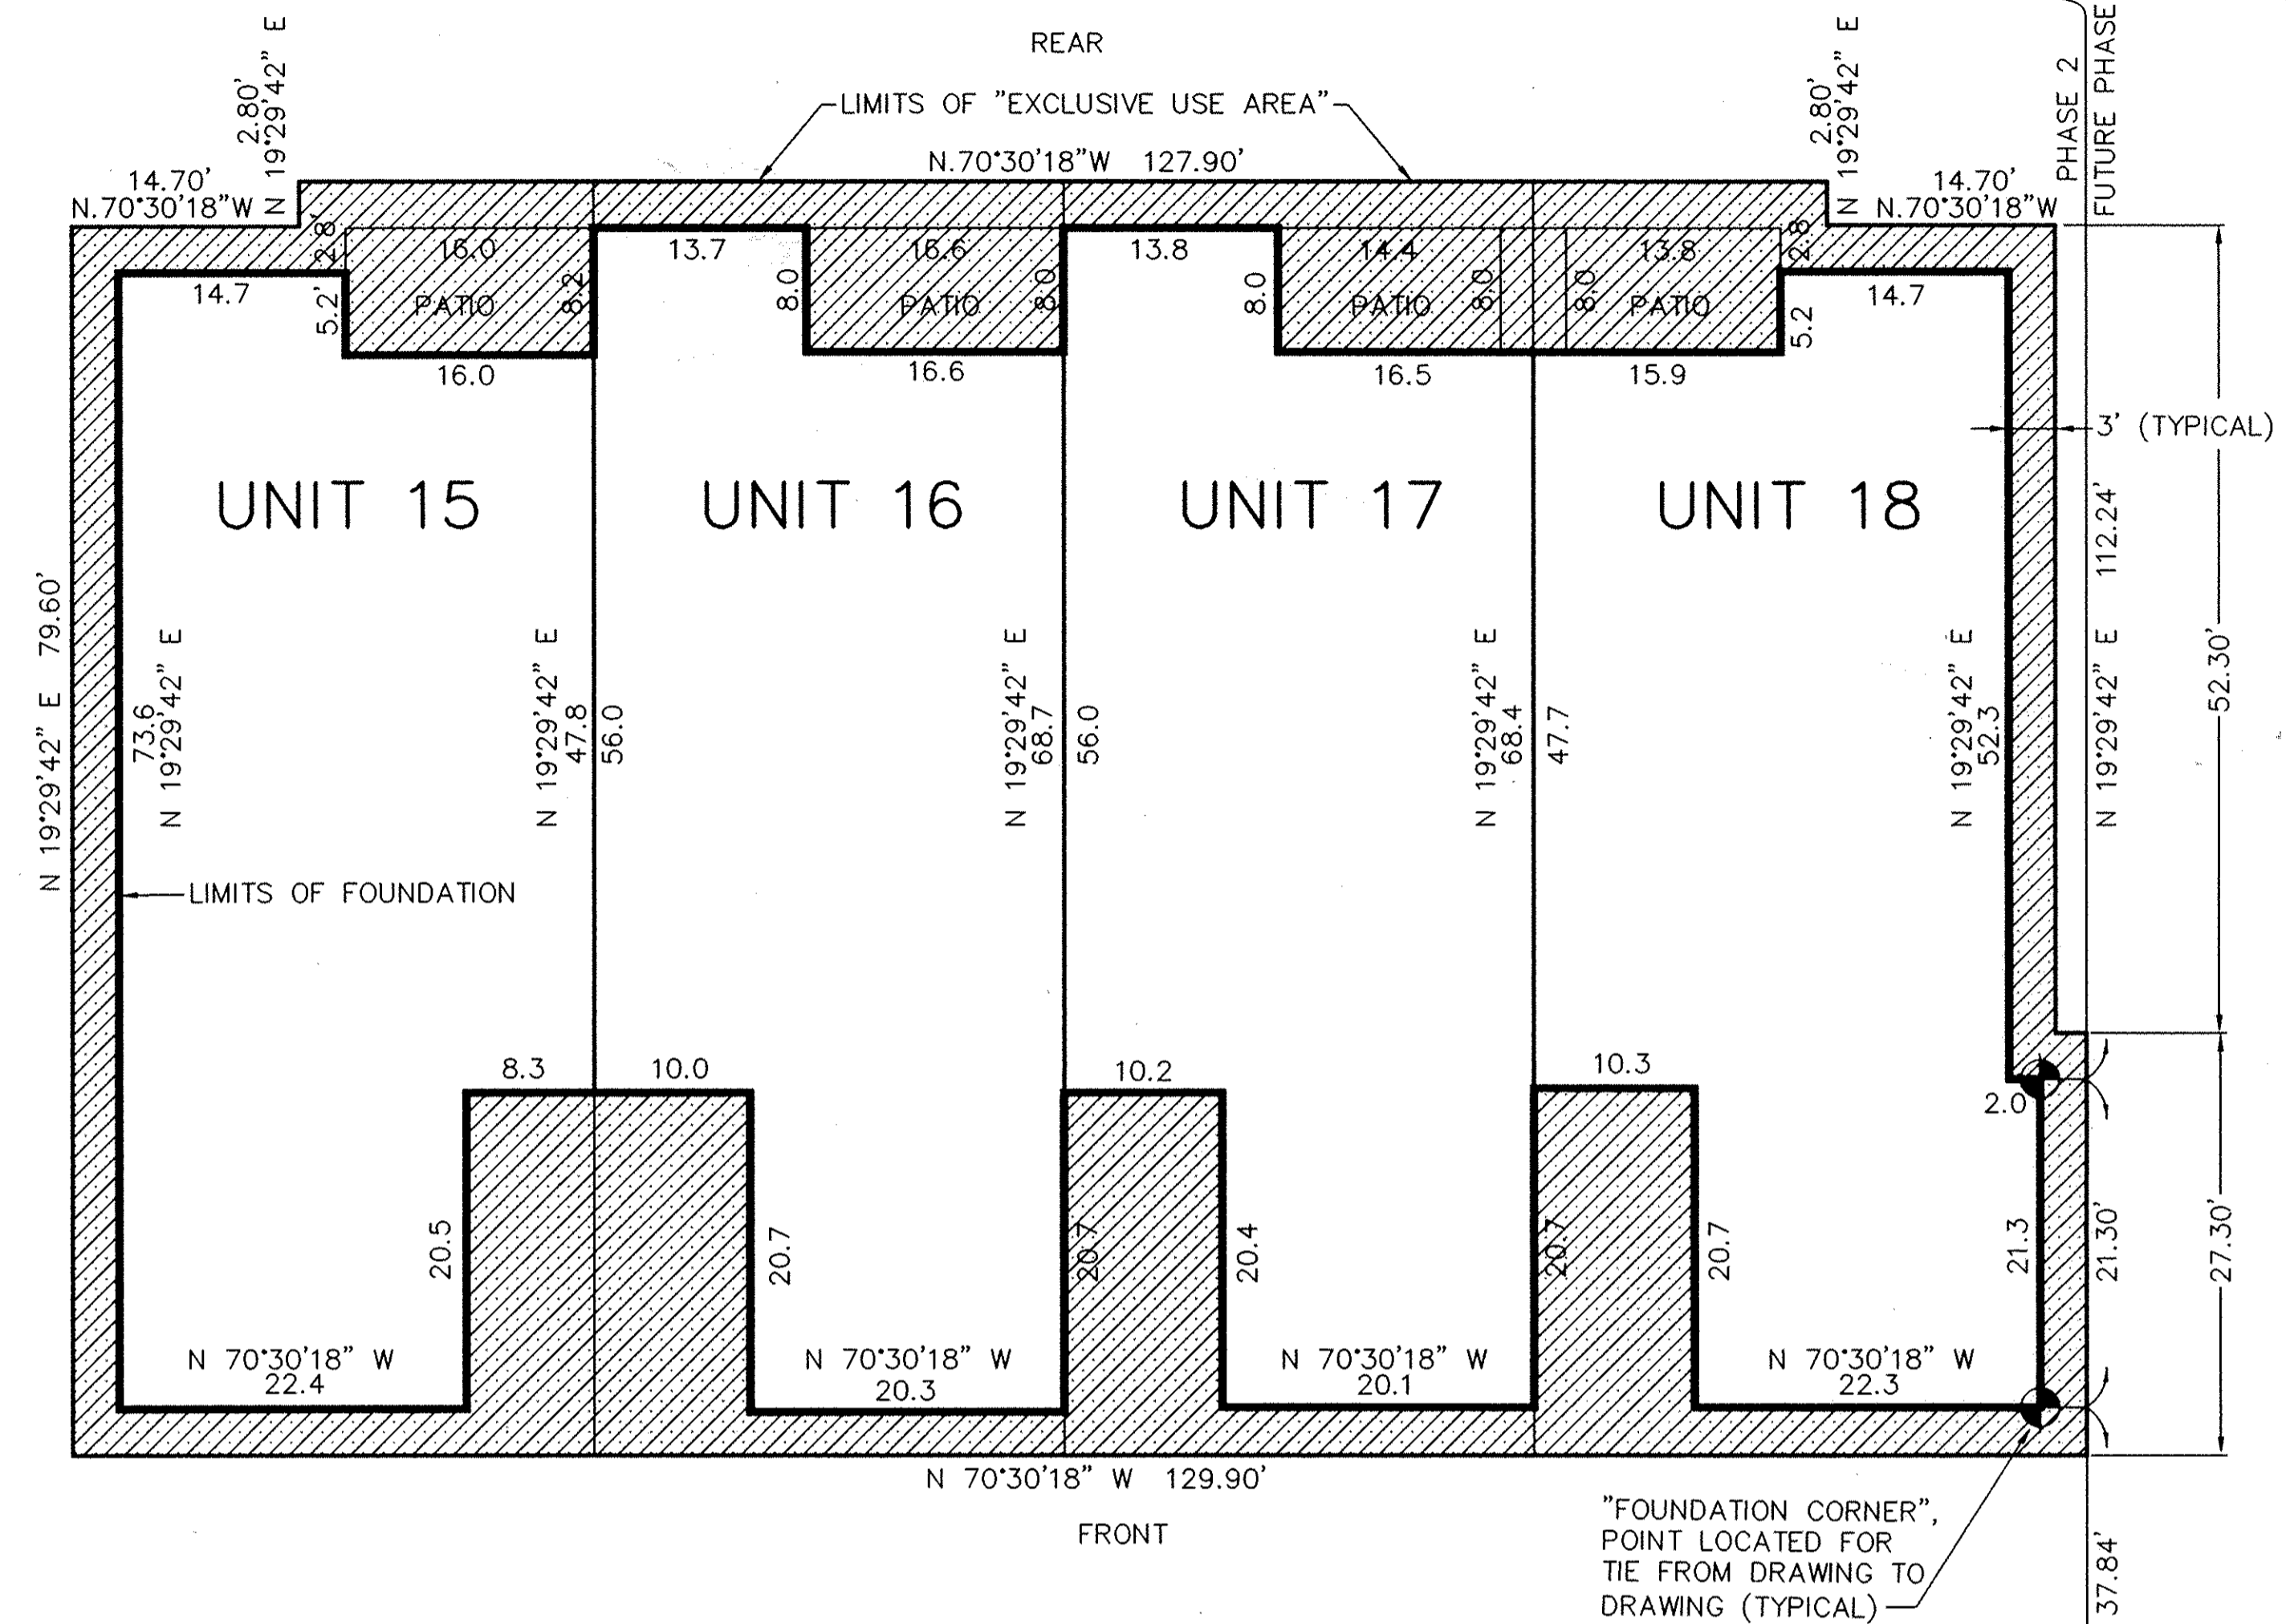 REAR
LIMITS OF "EXCLUSIVE USE AREA"
N.70°30'18"W 127.90'
2.80'
N 19°29'42" E
14.70'
N.70°30'18"W
2.80'
N 19°29'42" E
14.70'
N.70°30'18"W
PHASE 2
FUTURE PHASE
2.8'
16.0
13.7
16.6
13.8
14.4
13.8
2.8
14.7
5.2'
PATIO
8.2
8.0
PATIO
8.0
8.0
PATIO
8.0
8.0
PATIO
5.2
14.7
16.0
16.6
16.5
15.9
3' (TYPICAL)
UNIT 15
UNIT 16
UNIT 17
UNIT 18
N 19°29'42" E 79.60'
73.6
N 19°29'42" E
N 19°29'42" E
47.8
56.0
N 19°29'42" E
68.7
56.0
N 19°29'42" E
68.4
47.7
N 19°29'42" E
52.3
N 19°29'42" E 112.24'
52.30'
LIMITS OF FOUNDATION
8.3
10.0
10.2
10.3
2.0
20.5
20.7
20.7
20.4
20.7
20.7
21.3
21.30'
27.30'
N 70°30'18" W
22.4
N 70°30'18" W
20.3
N 70°30'18" W
20.1
N 70°30'18" W
22.3
N 70°30'18" W 129.90'
FRONT
"FOUNDATION CORNER",
POINT LOCATED FOR
TIE FROM DRAWING TO
DRAWING (TYPICAL)
37.84'